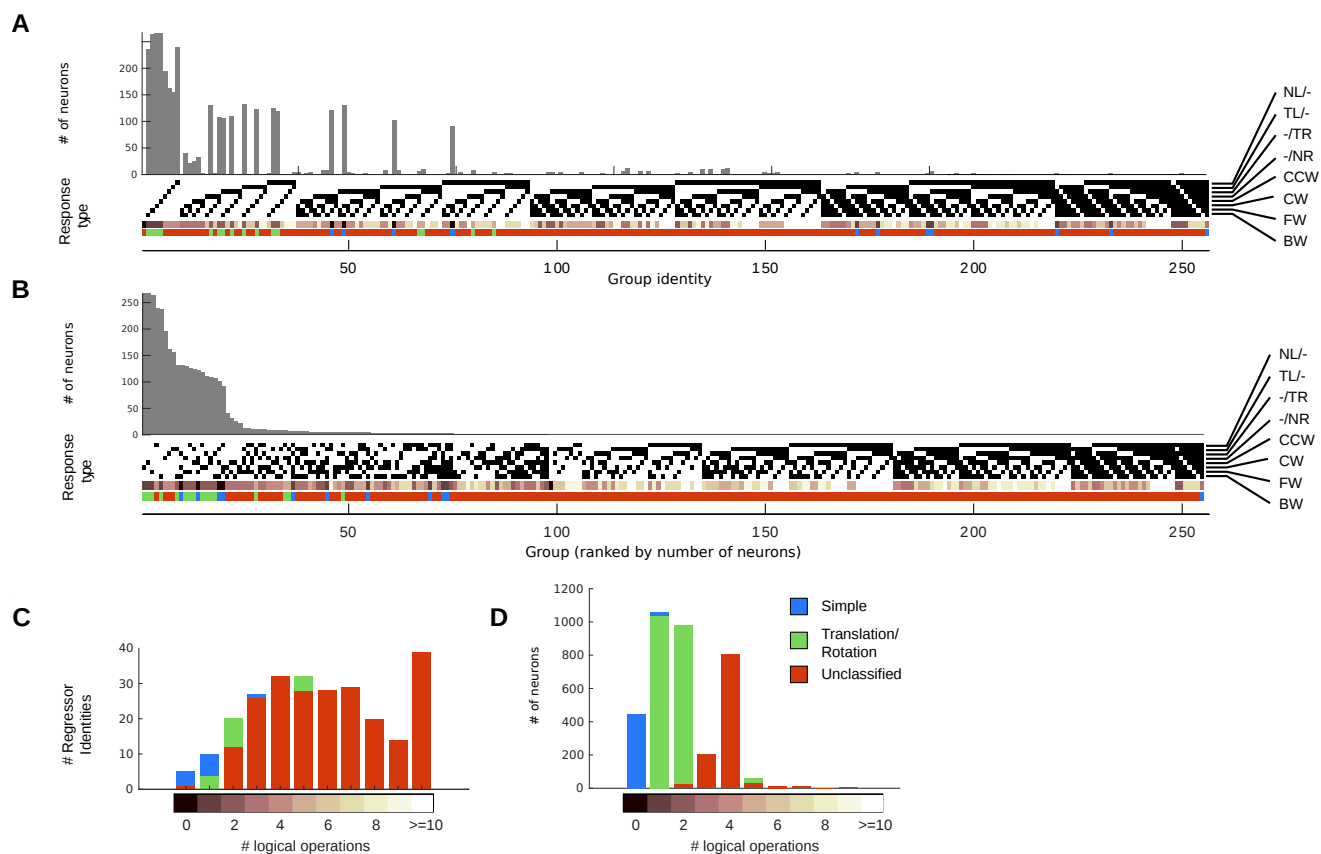 A
# of neurons
200
150
100
50
0
Response
type
NL/-
TL/-
-/TR
-/NR
CCW
CW
FW
BW
50
100
150
200
250
Group identity
B
# of neurons
250
200
150
100
50
0
Response
type
NL/-
TL/-
-/TR
-/NR
CCW
CW
FW
BW
50
100
150
200
250
Group (ranked by number of neurons)
C
# Regressor
Identities
40
30
20
10
0
0
2
4
6
8
>=10
# logical operations
D
# of neurons
1200
1000
800
600
400
200
0
Simple
Translation/
Rotation
Unclassified
0
2
4
6
8
>=10
# logical operations